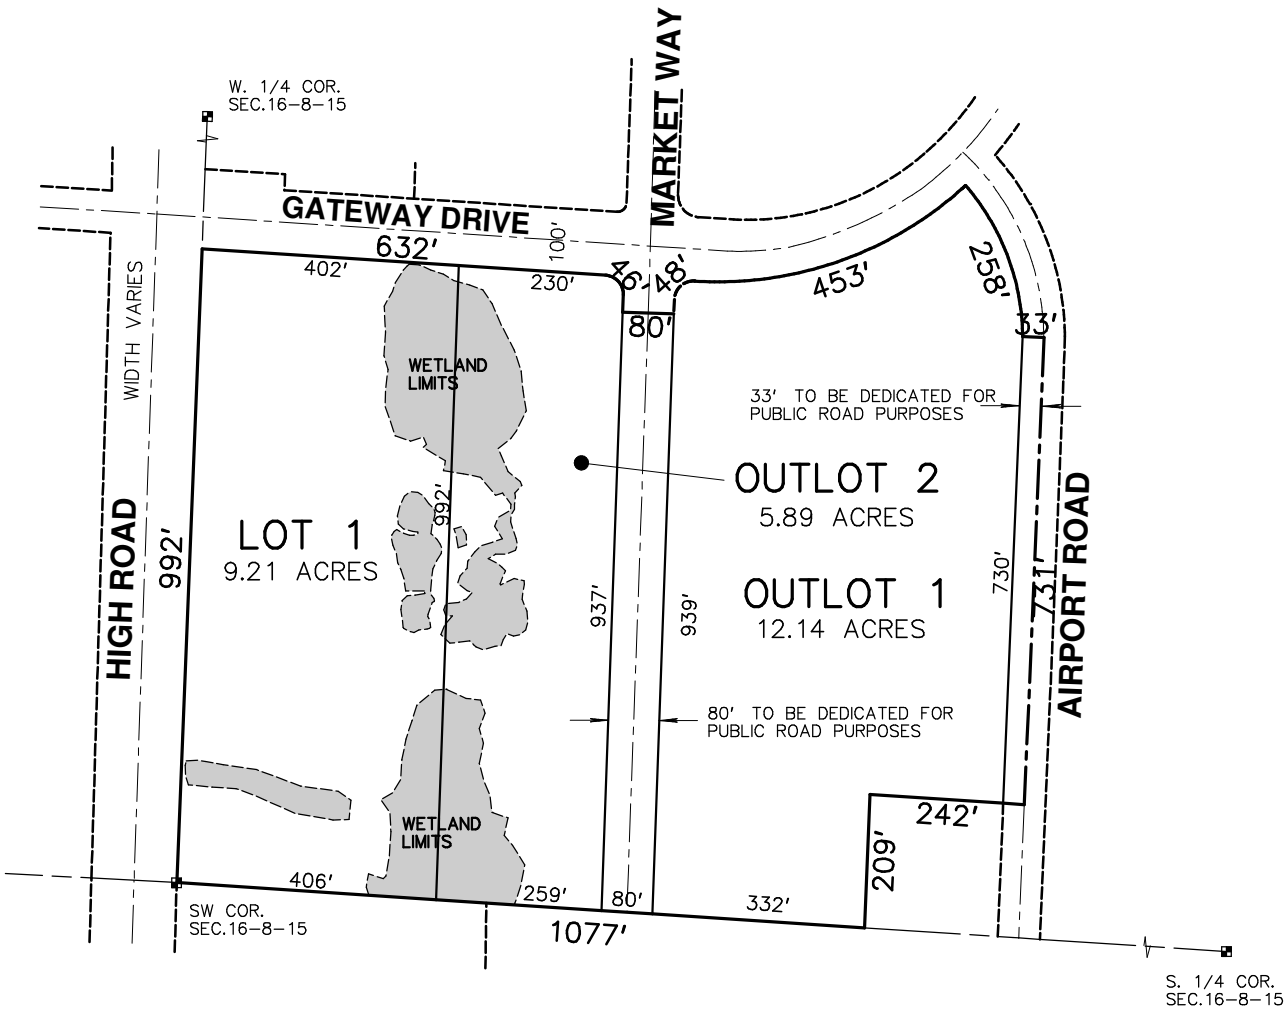 MARKET WAY
W. 1/4 COR.
SEC.16-8-15
GATEWAY DRIVE
100'
632'
402'
230'
46'
48'
80'
453'
258'
33'
WIDTH VARIES
WETLAND
LIMITS
33' TO BE DEDICATED FOR
PUBLIC ROAD PURPOSES
OUTLOT 2
5.89 ACRES
HIGH ROAD
992'
LOT 1
9.21 ACRES
992'
937'
939'
OUTLOT 1
12.14 ACRES
730'
731'
AIRPORT ROAD
80' TO BE DEDICATED FOR
PUBLIC ROAD PURPOSES
WETLAND
LIMITS
242'
209'
406'
259'
80'
332'
1077'
SW COR.
SEC.16-8-15
S. 1/4 COR.
SEC.16-8-15